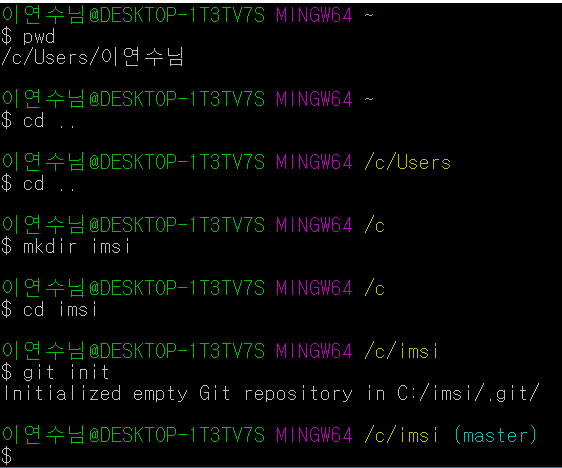 이연수님@DESKTOP-1T3TV7S MINGW64 ~
$ pwd
/c/Users/이연수님
이연수님@DESKTOP-1T3TV7S MINGW64 ~
$ cd ..
이연수님@DESKTOP-1T3TV7S MINGW64 /c/Users
$ cd ..
이연수님@DESKTOP-1T3TV7S MINGW64 /c
$ mkdir imsi
이연수님@DESKTOP-1T3TV7S MINGW64 /c
$ cd imsi
이연수님@DESKTOP-1T3TV7S MINGW64 /c/imsi
$ git init
Initialized empty Git repository in C:/imsi/.git/
이연수님@DESKTOP-1T3TV7S MINGW64 /c/imsi (master)
$